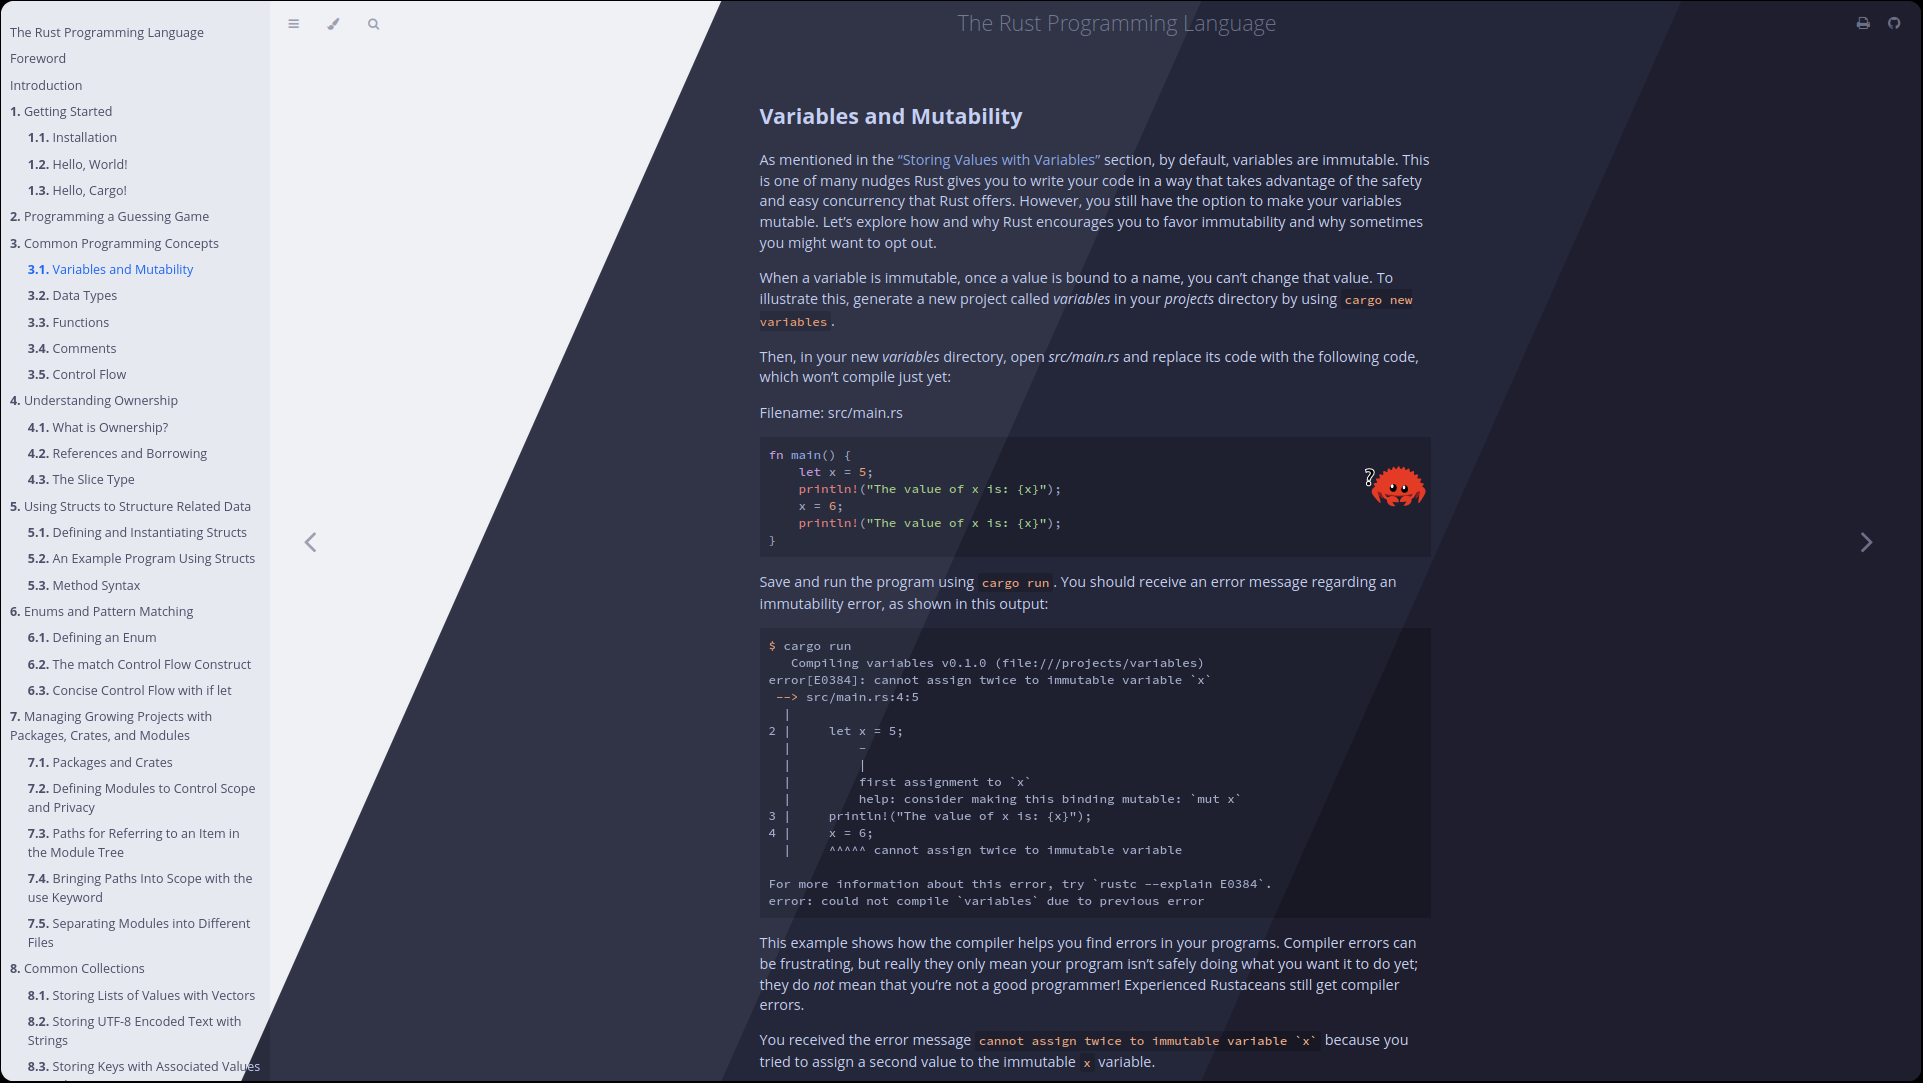 The Rust Programming Language
Foreword
Introduction
1. Getting Started
1.1. Installation
1.2. Hello, World!
1.3. Hello, Cargo!
2. Programming a Guessing Game
3. Common Programming Concepts
3.1. Variables and Mutability
3.2. Data Types
3.3. Functions
3.4. Comments
3.5. Control Flow
4. Understanding Ownership
4.1. What is Ownership?
4.2. References and Borrowing
4.3. The Slice Type
5. Using Structs to Structure Related Data
5.1. Defining and Instantiating Structs
5.2. An Example Program Using Structs
5.3. Method Syntax
6. Enums and Pattern Matching
6.1. Defining an Enum
6.2. The match Control Flow Construct
6.3. Concise Control Flow with if let
7. Managing Growing Projects with
Packages, Crates, and Modules
7.1. Packages and Crates
7.2. Defining Modules to Control Scope
and Privacy
7.3. Paths for Referring to an Item in
the Module Tree
7.4. Bringing Paths Into Scope with the
use Keyword
7.5. Separating Modules into Different
Files
8. Common Collections
8.1. Storing Lists of Values with Vectors
8.2. Storing UTF-8 Encoded Text with
Strings
8.3. Storing Keys with Associated Values
The Rust Programming Language
Variables and Mutability
As mentioned in the “Storing Values with Variables” section, by default, variables are immutable. This
is one of many nudges Rust gives you to write your code in a way that takes advantage of the safety
and easy concurrency that Rust offers. However, you still have the option to make your variables
mutable. Let’s explore how and why Rust encourages you to favor immutability and why sometimes
you might want to opt out.
When a variable is immutable, once a value is bound to a name, you can’t change that value. To
illustrate this, generate a new project called variables in your projects directory by using cargo new
variables.
Then, in your new variables directory, open src/main.rs and replace its code with the following code,
which won’t compile just yet:
Filename: src/main.rs
fn main() {
    let x = 5;
    println!("The value of x is: {x}");
    x = 6;
    println!("The value of x is: {x}");
}
?
Save and run the program using cargo run. You should receive an error message regarding an
immutability error, as shown in this output:
$ cargo run
   Compiling variables v0.1.0 (file:///projects/variables)
error[E0384]: cannot assign twice to immutable variable `x`
 --> src/main.rs:4:5
  |
2 |     let x = 5;
  |         -
  |         |
  |         first assignment to `x`
  |         help: consider making this binding mutable: `mut x`
3 |     println!("The value of x is: {x}");
4 |     x = 6;
  |     ^^^^^ cannot assign twice to immutable variable
For more information about this error, try `rustc --explain E0384`.
error: could not compile `variables` due to previous error
This example shows how the compiler helps you find errors in your programs. Compiler errors can
be frustrating, but really they only mean your program isn’t safely doing what you want it to do yet;
they do not mean that you’re not a good programmer! Experienced Rustaceans still get compiler
errors.
You received the error message cannot assign twice to immutable variable `x` because you
tried to assign a second value to the immutable x variable.